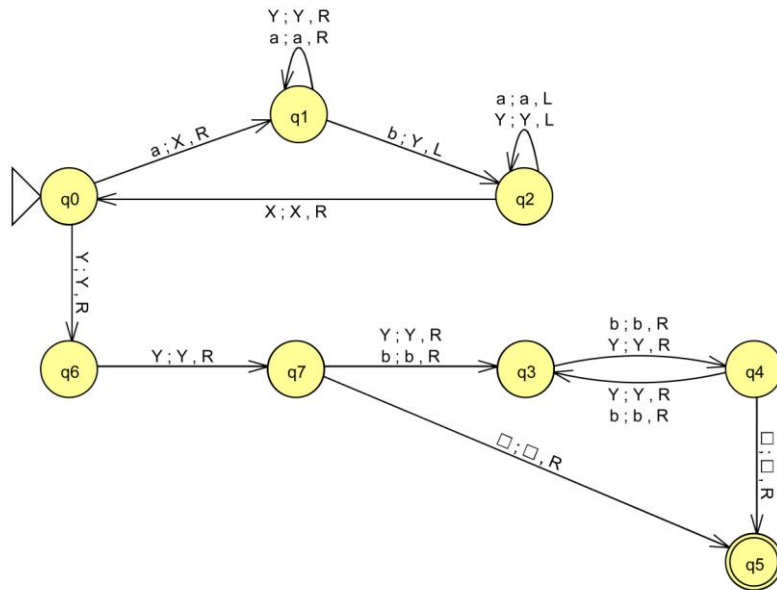 Y ; Y , R
a ; a , R
q1
a ; a , L
Y ; Y , L
a ; X , R
b ; Y , L
q0
q2
X ; X , R
Y ; Y , R
q6
Y ; Y , R
q7
Y ; Y , R
b ; b , R
q3
b ; b , R
Y ; Y , R
q4
Y ; Y , R
b ; b , R
□ ; □ , R
□ ; □ , R
q5